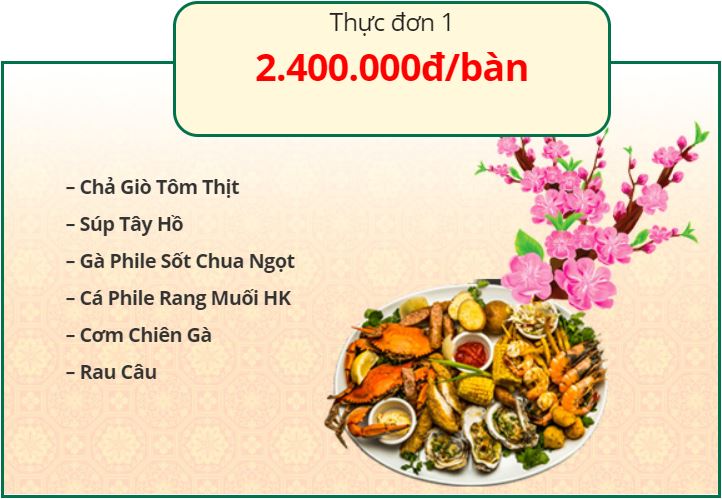 Thực đơn 1
2.400.000đ/bàn
– Chả Giò Tôm Thịt
– Súp Tây Hồ
– Gà Phile Sốt Chua Ngọt
– Cá Phile Rang Muối HK
– Cơm Chiên Gà
– Rau Câu